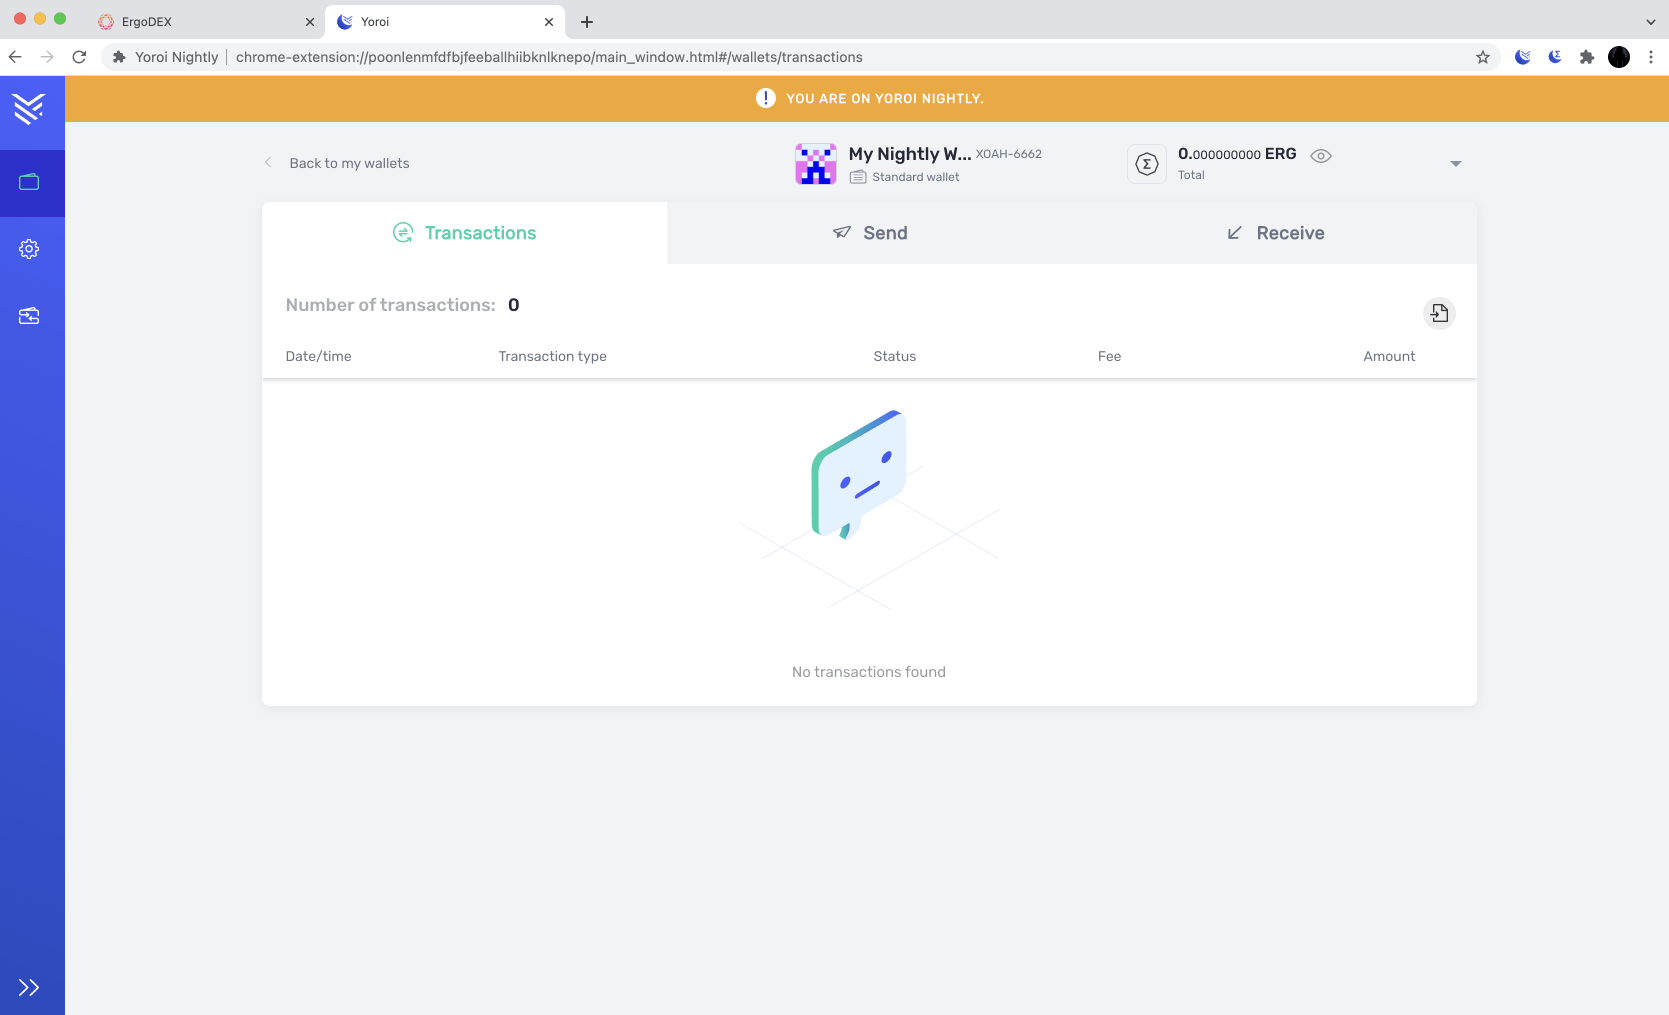 ErgoDEX
Yoroi
Yoroi Nightly
chrome-extension://poonlenmfdfbjfeeballhiibknlknepo/main_window.html#/wallets/transactions
YOU ARE ON YOROI NIGHTLY.
Back to my wallets
My Nightly W... XOAH-6662
Standard wallet
Σ
0.000000000 ERG
Total
Transactions
Send
Receive
Number of transactions: 0
Date/time
Transaction type
Status
Fee
Amount
No transactions found